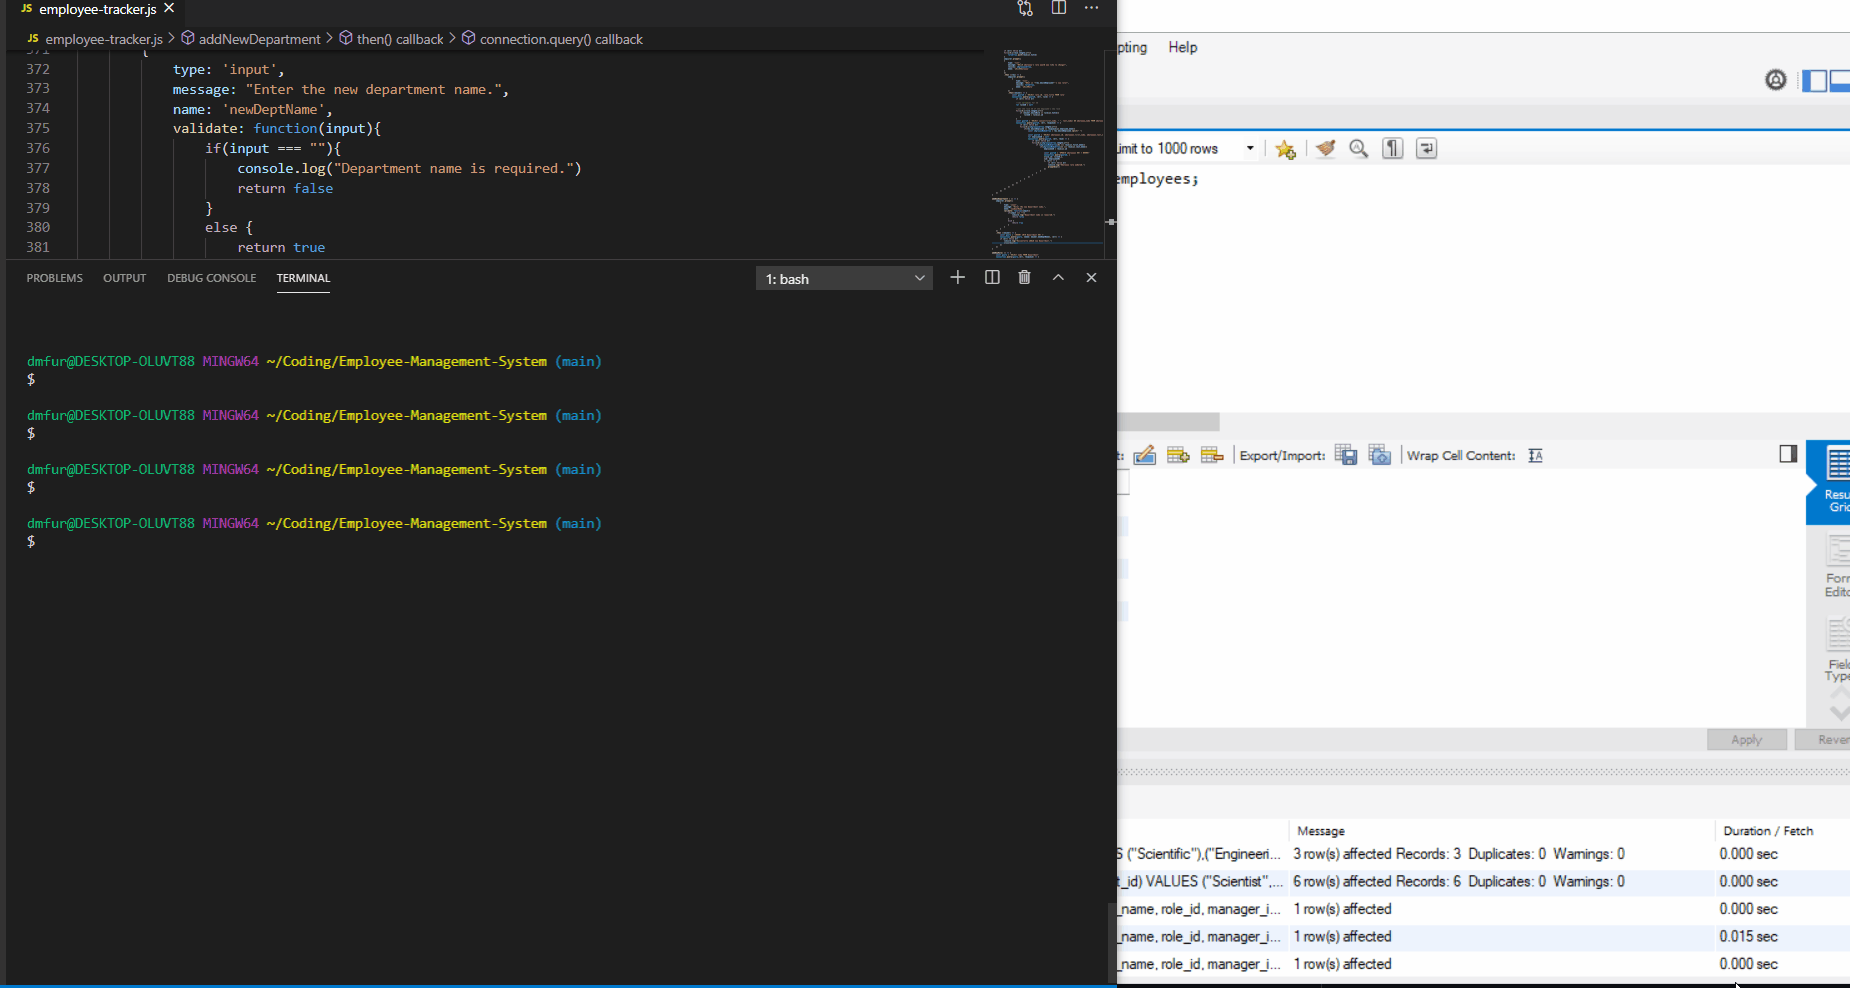 JS employee-tracker.js ×
JS employee-tracker.js > addNewDepartment > then() callback > connection.query() callback
371 {
372 type: 'input',
373 message: "Enter the new department name.",
374 name: 'newDeptName',
375 validate: function(input){
376 if(input === ""){
377 console.log("Department name is required.")
378 return false
379 }
380 else {
381 return true
PROBLEMS OUTPUT DEBUG CONSOLE TERMINAL
1: bash
dmfur@DESKTOP-OLUVT88 MINGW64 ~/Coding/Employee-Management-System (main)
$
dmfur@DESKTOP-OLUVT88 MINGW64 ~/Coding/Employee-Management-System (main)
$
dmfur@DESKTOP-OLUVT88 MINGW64 ~/Coding/Employee-Management-System (main)
$
dmfur@DESKTOP-OLUVT88 MINGW64 ~/Coding/Employee-Management-System (main)
$
pting Help
imit to 1000 rows
employees;
t: Export/Import: Wrap Cell Content:
Resu
Grid
Form
Edito
Field
Type
Apply Rever
Message Duration / Fetch
S ("Scientific"),("Engineeri... 3 row(s) affected Records: 3 Duplicates: 0 Warnings: 0 0.000 sec
t_id) VALUES ("Scientist",... 6 row(s) affected Records: 6 Duplicates: 0 Warnings: 0 0.000 sec
_name, role_id, manager_i... 1 row(s) affected 0.000 sec
_name, role_id, manager_i... 1 row(s) affected 0.015 sec
_name, role_id, manager_i... 1 row(s) affected 0.000 sec